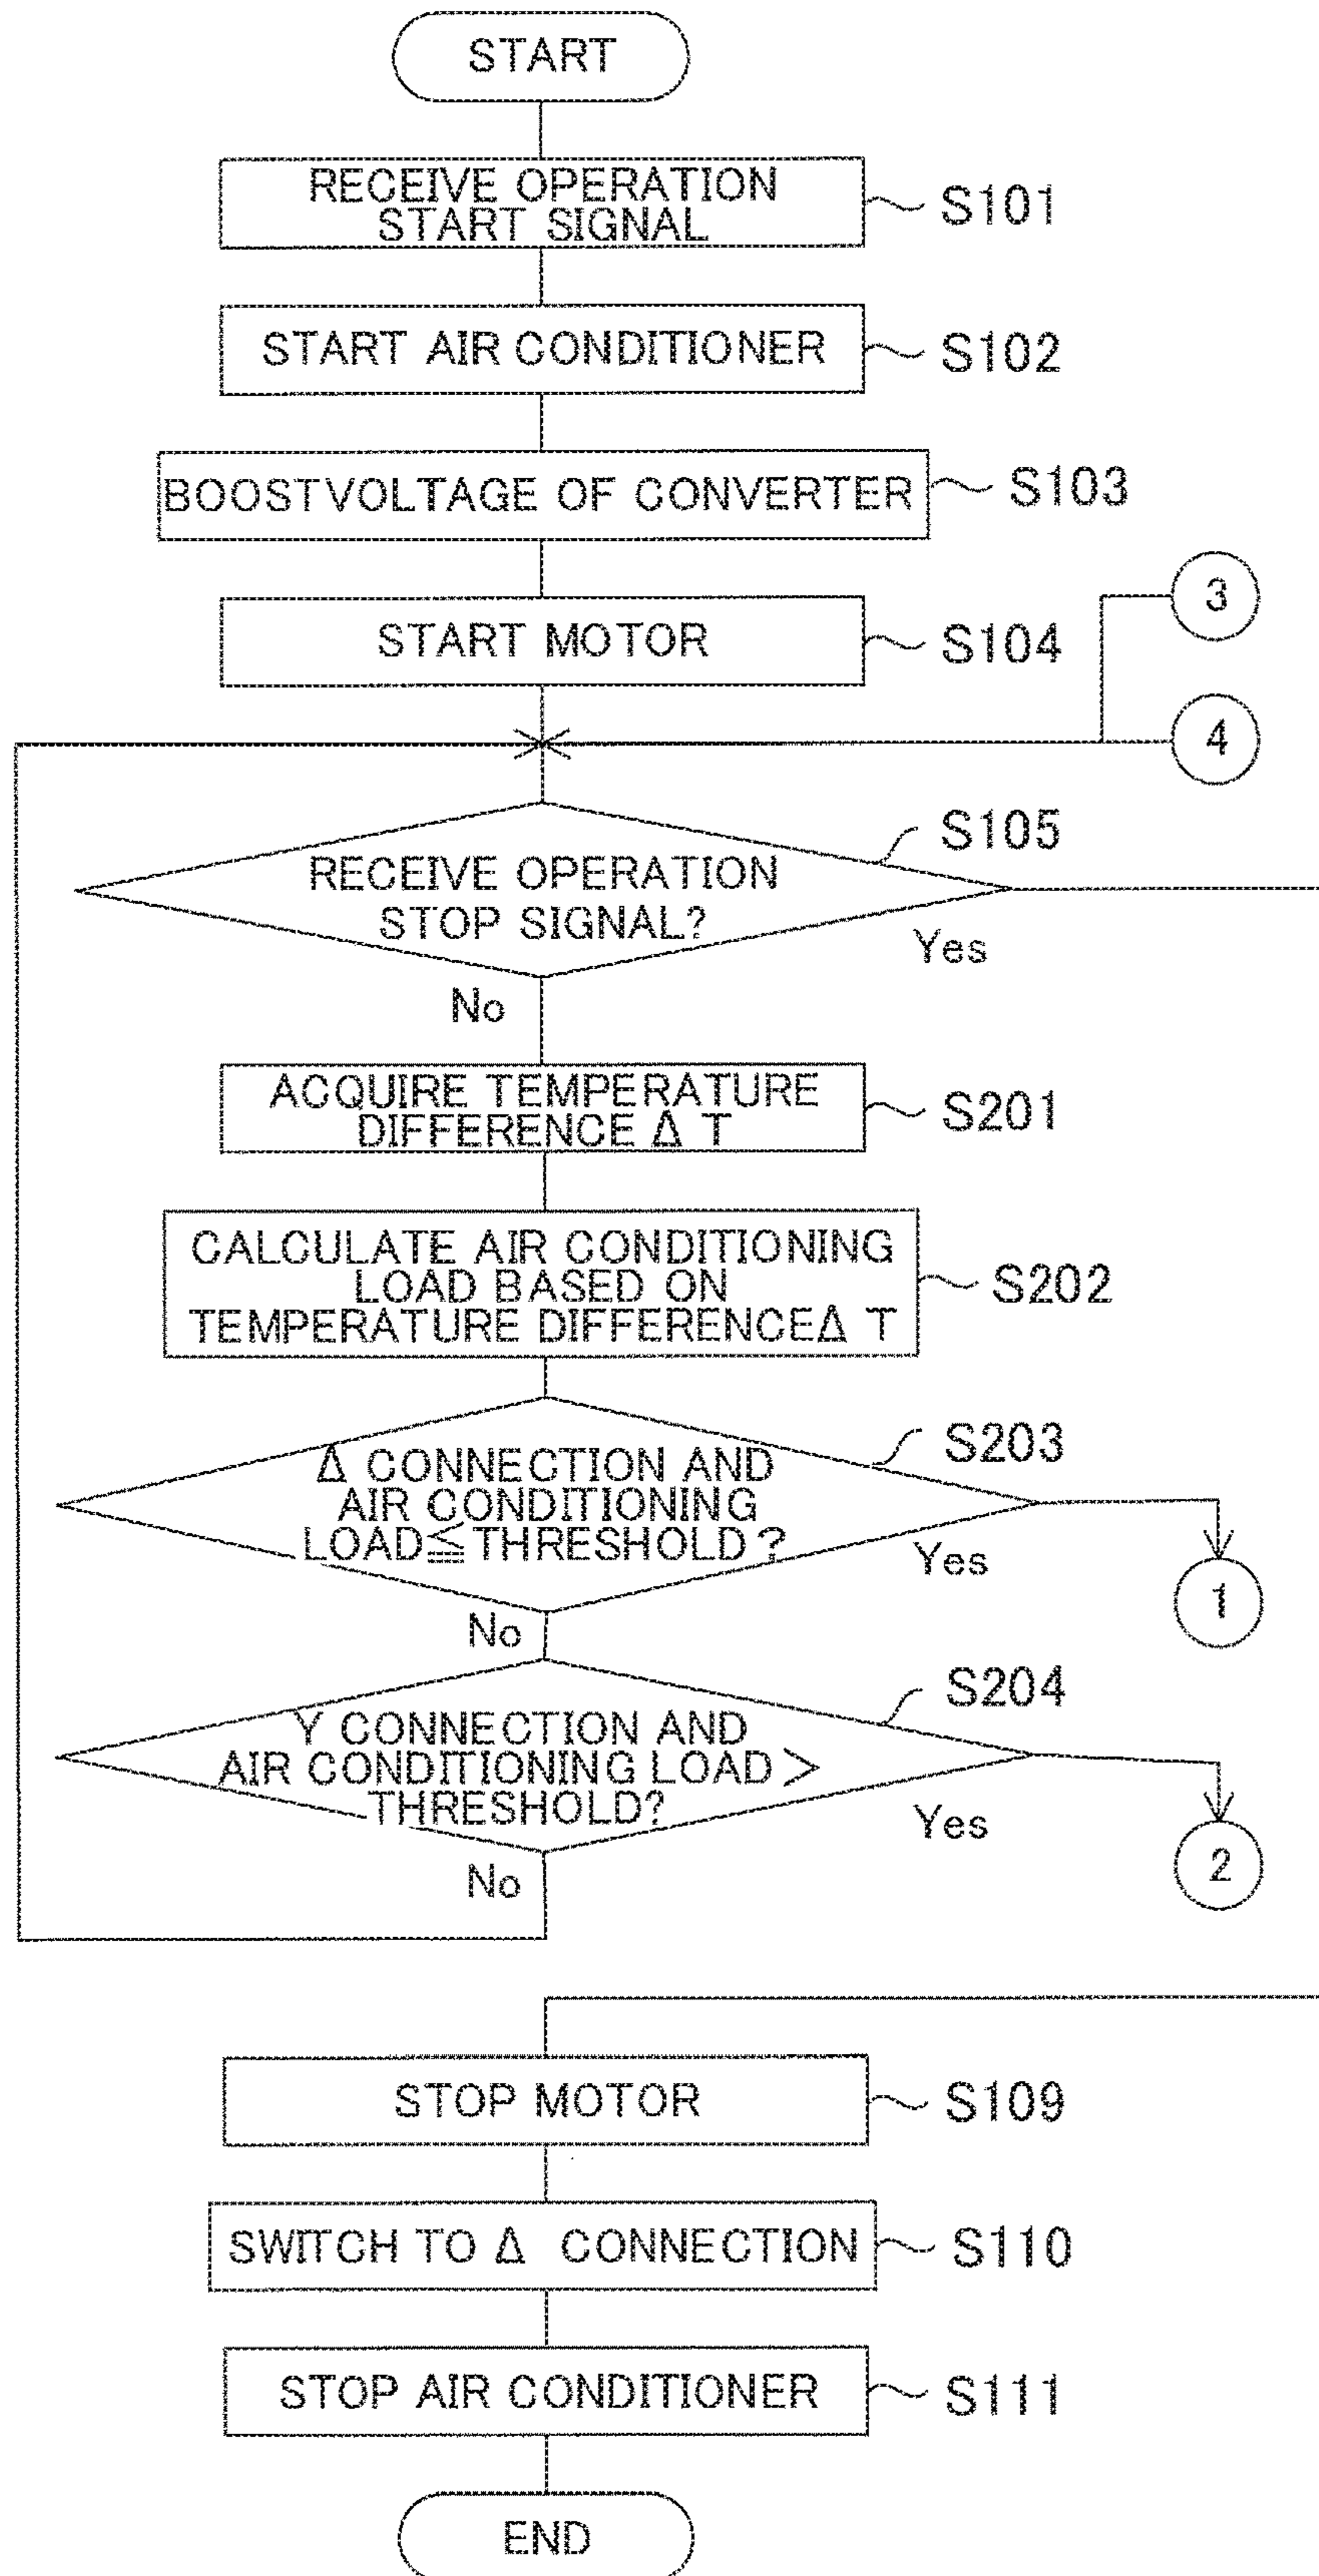 START
RECEIVE OPERATION
START SIGNAL
S101
START AIR CONDITIONER
S102
BOOSTVOLTAGE OF CONVERTER
S103
START MOTOR
S104
3
4
RECEIVE OPERATION
STOP SIGNAL?
S105
Yes
No
ACQUIRE TEMPERATURE
DIFFERENCE Δ T
S201
CALCULATE AIR CONDITIONING
LOAD BASED ON
TEMPERATURE DIFFERENCEΔ T
S202
Δ CONNECTION AND
AIR CONDITIONING
LOAD≦THRESHOLD?
S203
Yes
1
No
Y CONNECTION AND
AIR CONDITIONING LOAD>
THRESHOLD?
S204
Yes
2
No
STOP MOTOR
S109
SWITCH TO Δ CONNECTION
S110
STOP AIR CONDITIONER
S111
END